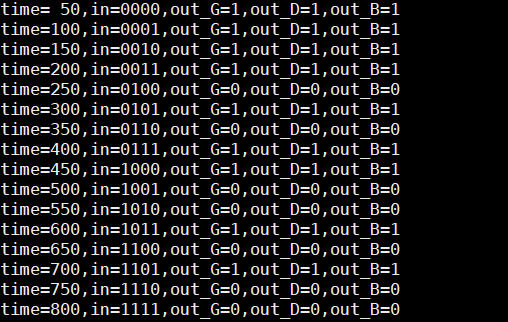 time= 50,in=0000,out_G=1,out_D=1,out_B=1
time=100,in=0001,out_G=1,out_D=1,out_B=1
time=150,in=0010,out_G=1,out_D=1,out_B=1
time=200,in=0011,out_G=1,out_D=1,out_B=1
time=250,in=0100,out_G=0,out_D=0,out_B=0
time=300,in=0101,out_G=1,out_D=1,out_B=1
time=350,in=0110,out_G=0,out_D=0,out_B=0
time=400,in=0111,out_G=1,out_D=1,out_B=1
time=450,in=1000,out_G=1,out_D=1,out_B=1
time=500,in=1001,out_G=0,out_D=0,out_B=0
time=550,in=1010,out_G=0,out_D=0,out_B=0
time=600,in=1011,out_G=1,out_D=1,out_B=1
time=650,in=1100,out_G=0,out_D=0,out_B=0
time=700,in=1101,out_G=1,out_D=1,out_B=1
time=750,in=1110,out_G=0,out_D=0,out_B=0
time=800,in=1111,out_G=0,out_D=0,out_B=0